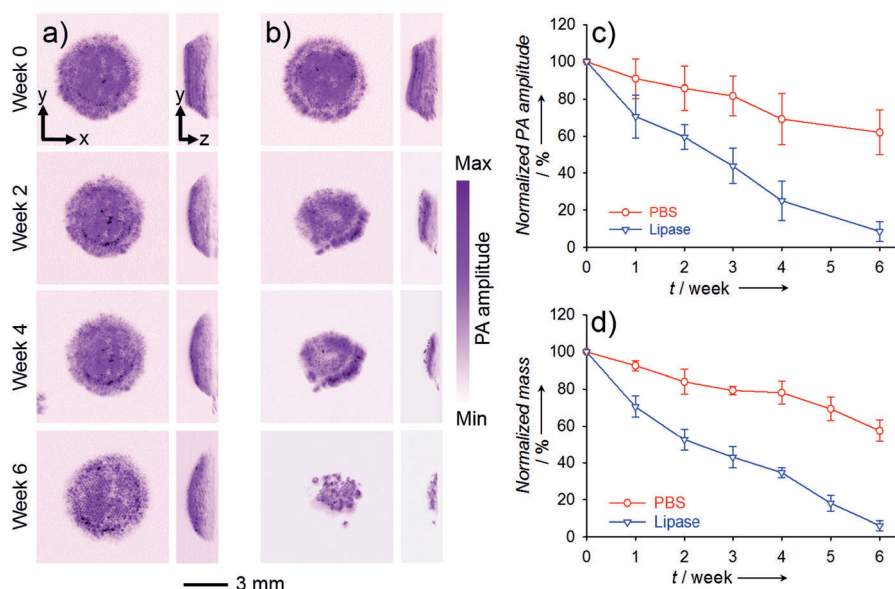 a)
b)
Week 0
y
x
y
z
Week 2
Week 4
Week 6
3 mm
Max
PA amplitude
Min
c)
Normalized PA amplitude
/ %
120
100
80
60
40
20
0
PBS
Lipase
0 1 2 3 4 5 6
t / week
d)
Normalized mass
/ %
120
100
80
60
40
20
0
PBS
Lipase
0 1 2 3 4 5 6
t / week